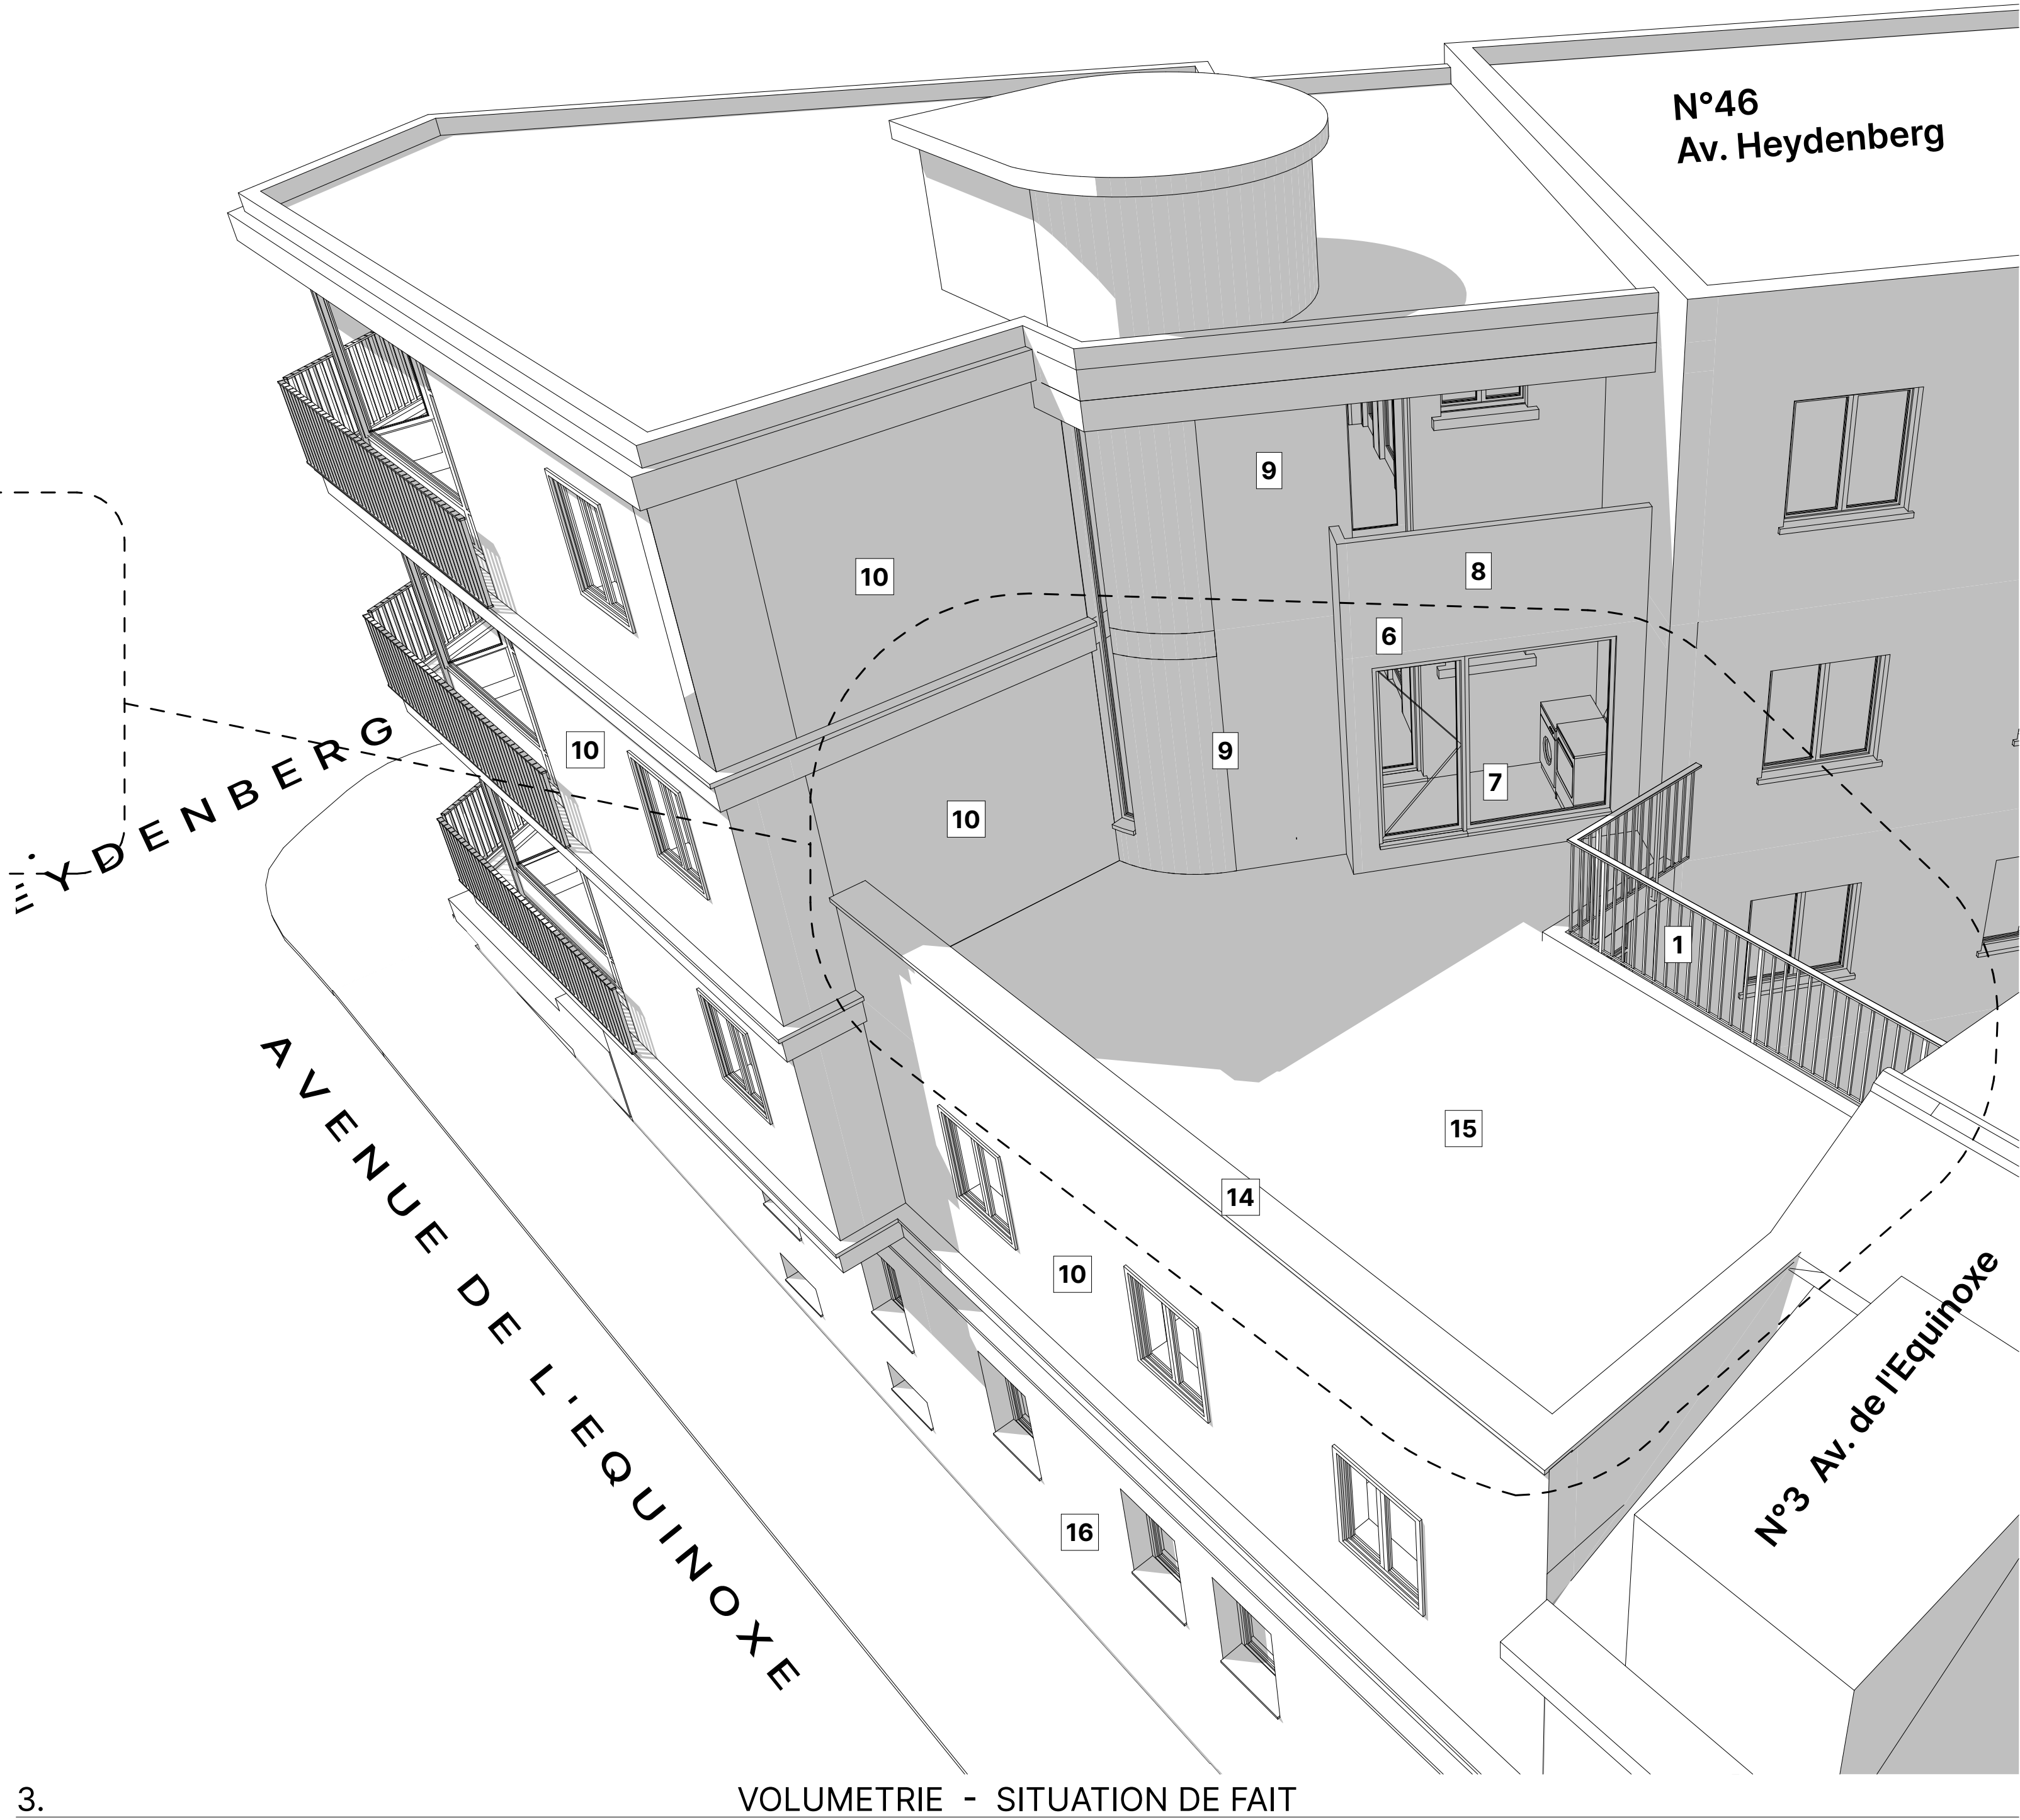 N°46
Av. Heydenberg
9
8
10
6
EYDENBERG
10
9
7
10
1
AVENUE DE L'EQUINOXE
15
14
10
N°3 Av. de l'Equinoxe
16
3.
VOLUMETRIE - SITUATION DE FAIT